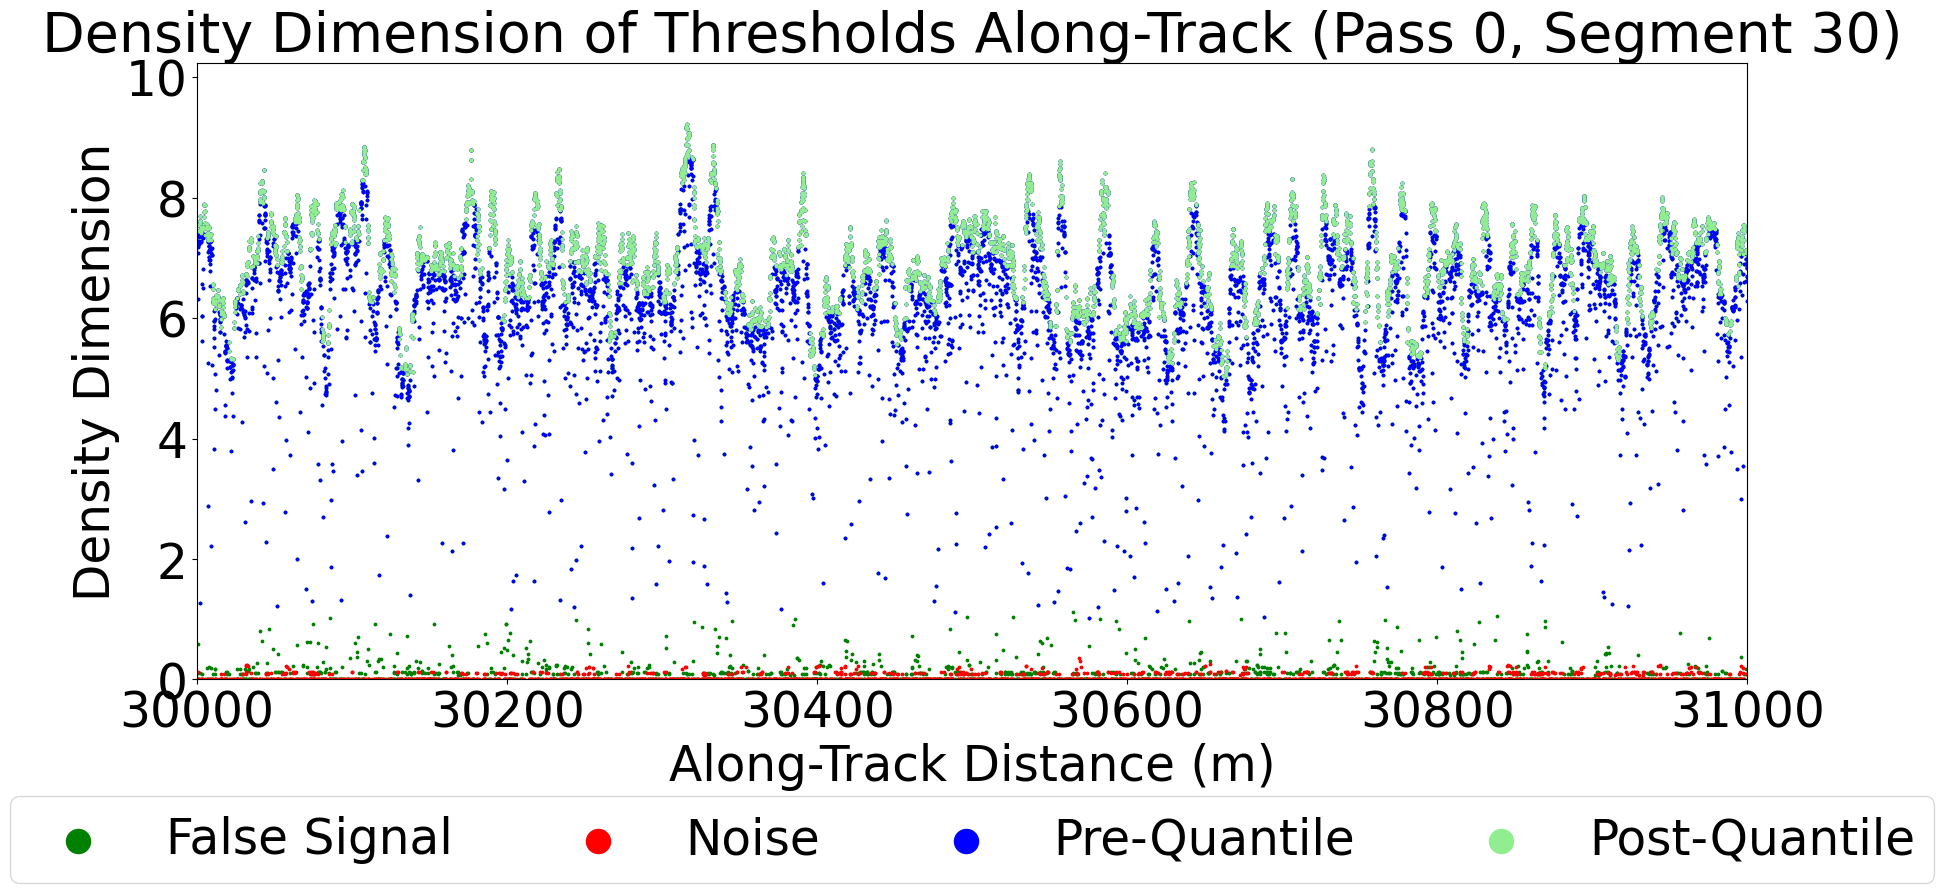 Density Dimension of Thresholds Along-Track (Pass 0, Segment 30)
Density Dimension
10
8
6
4
2
0
30000 30200 30400 30600 30800 31000
Along-Track Distance (m)
False Signal Noise Pre-Quantile Post-Quantile